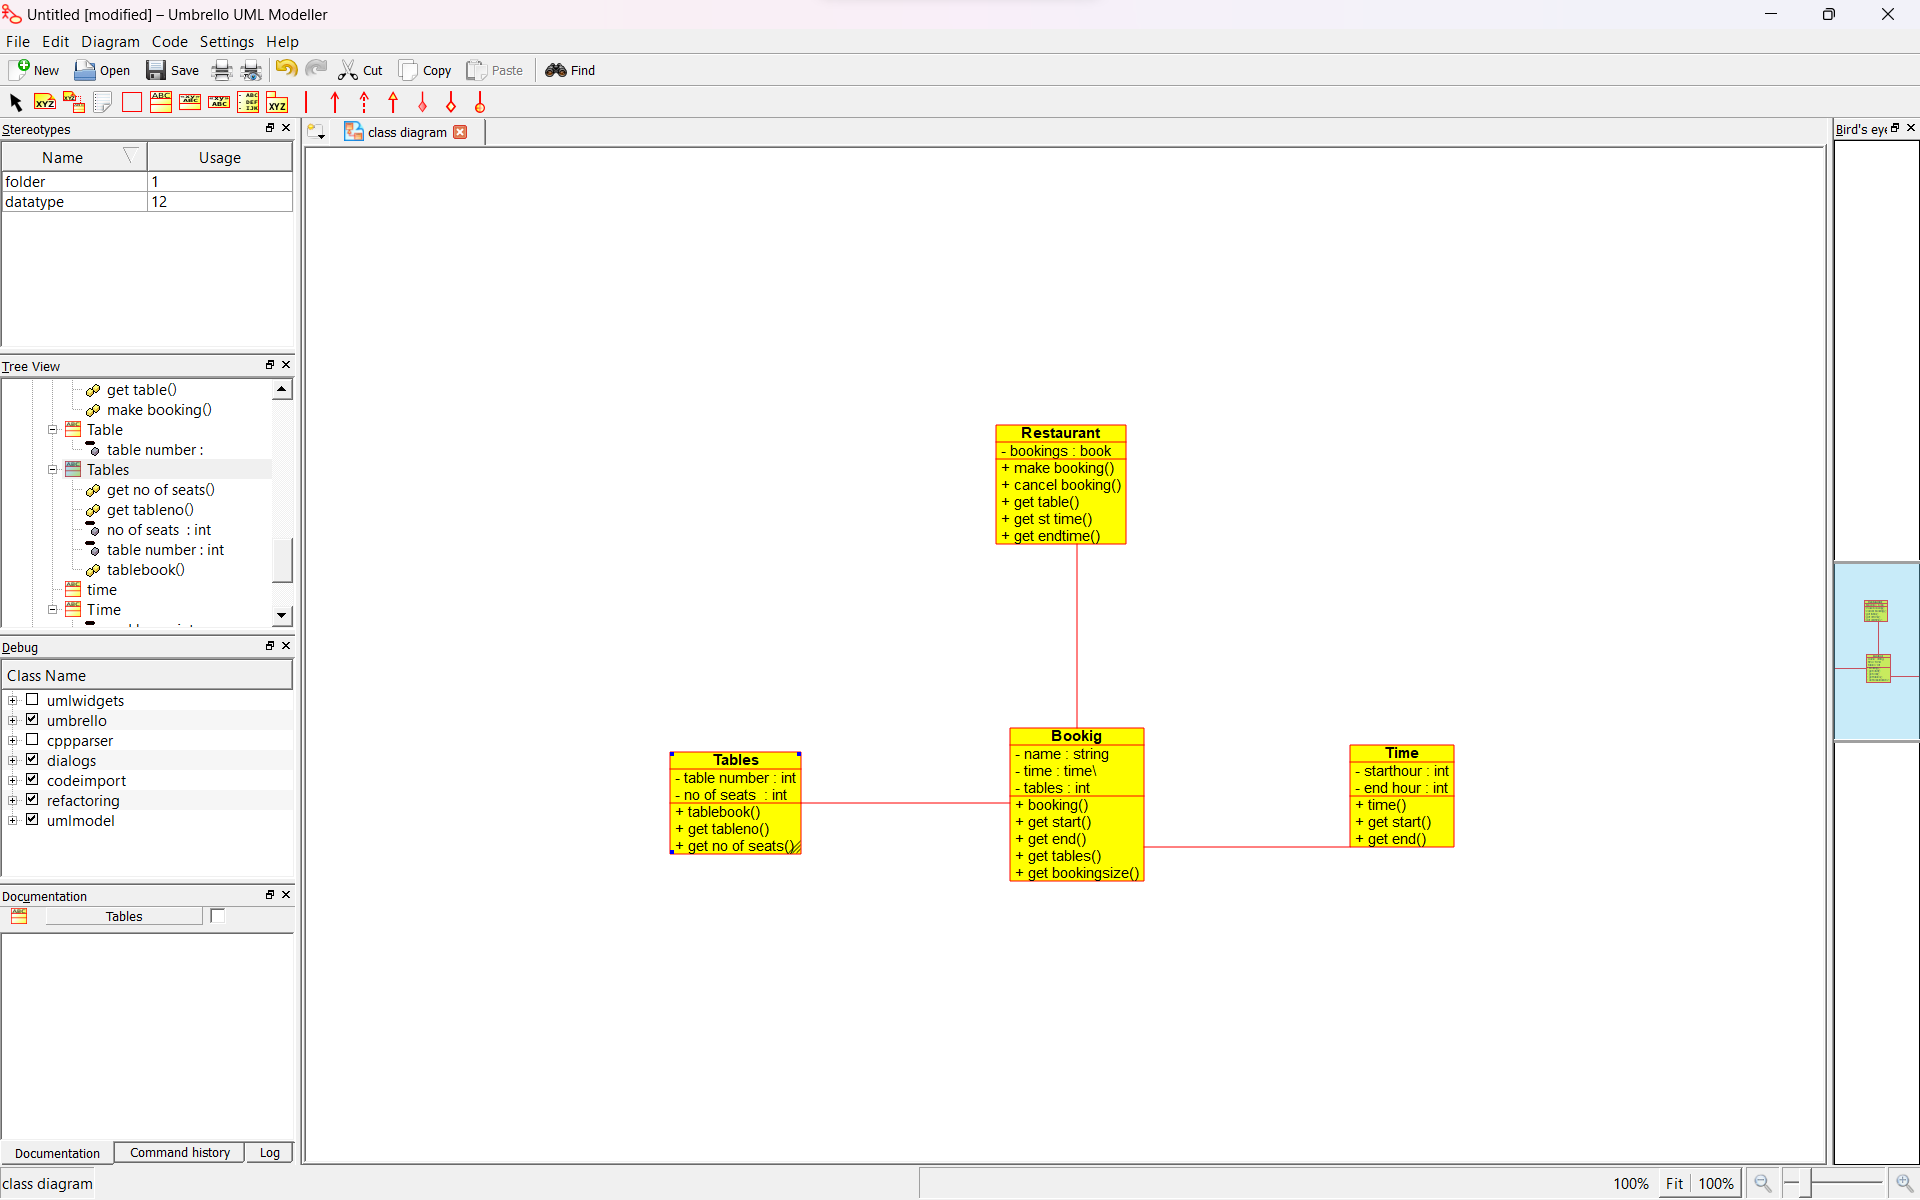 Untitled [modified] – Umbrello UML Modeller
File Edit Diagram Code Settings Help
New Open Save Cut Copy Paste Find
Stereotypes
Name Usage
folder 1
datatype 12
Tree View
get table()
make booking()
Table
table number :
Tables
get no of seats()
get tableno()
no of seats  : int
table number : int
tablebook()
time
Time
Debug
Class Name
umlwidgets
umbrello
cppparser
dialogs
codeimport
refactoring
umlmodel
Documentation
Tables
Documentation Command history Log
class diagram
class diagram
Restaurant
- bookings : book
+ make booking()
+ cancel booking()
+ get table()
+ get st time()
+ get endtime()
Tables
- table number : int
- no of seats  : int
+ tablebook()
+ get tableno()
+ get no of seats()
Bookig
- name : string
- time : time\
- tables : int
+ booking()
+ get start()
+ get end()
+ get tables()
+ get bookingsize()
Time
- starthour : int
- end hour : int
+ time()
+ get start()
+ get end()
Bird's eye
100% Fit 100%